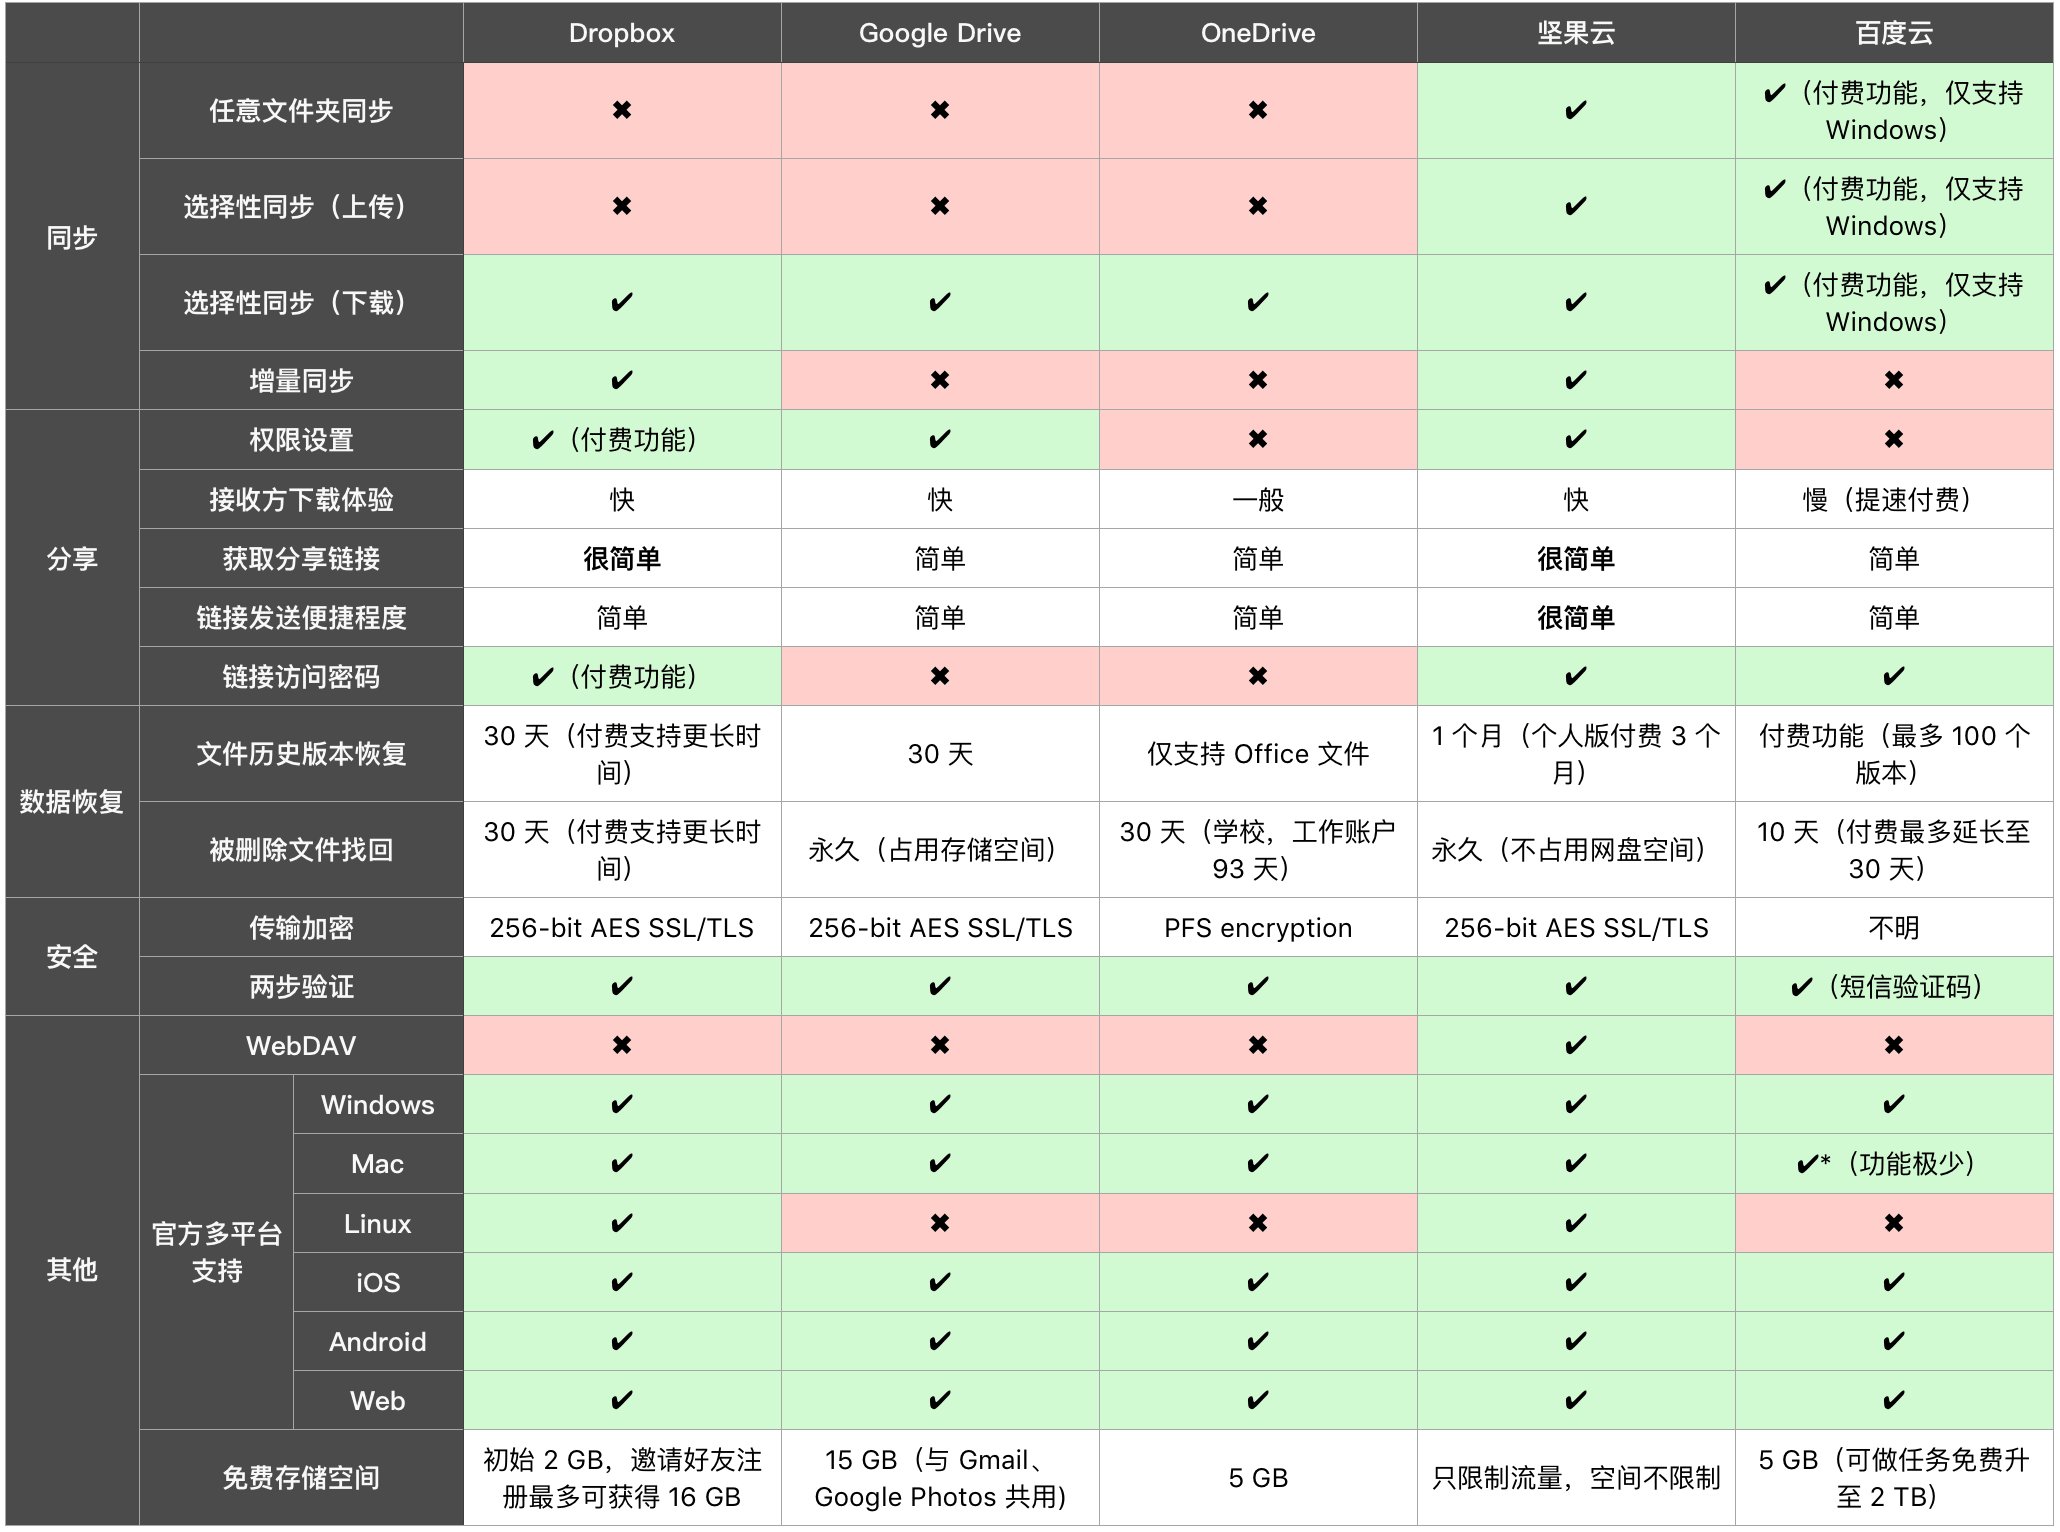 Dropbox Google Drive OneDrive 坚果云 百度云
同步
任意文件夹同步 ✖ ✖ ✖ ✔ ✔（付费功能，仅支持
Windows）
选择性同步（上传） ✖ ✖ ✖ ✔ ✔（付费功能，仅支持
Windows）
选择性同步（下载） ✔ ✔ ✔ ✔ ✔（付费功能，仅支持
Windows）
增量同步 ✔ ✖ ✖ ✔ ✖
分享
权限设置 ✔（付费功能） ✔ ✖ ✔ ✖
接收方下载体验 快 快 一般 快 慢（提速付费）
获取分享链接 很简单 简单 简单 很简单 简单
链接发送便捷程度 简单 简单 简单 很简单 简单
链接访问密码 ✔（付费功能） ✖ ✖ ✔ ✔
数据恢复
文件历史版本恢复
30 天（付费支持更长时
间）
30 天
仅支持 Office 文件
1 个月（个人版付费 3 个
月）
付费功能（最多 100 个
版本）
被删除文件找回
30 天（付费支持更长时
间）
永久（占用存储空间）
30 天（学校，工作账户
93 天）
永久（不占用网盘空间）
10 天（付费最多延长至
30 天）
安全
传输加密 256-bit AES SSL/TLS 256-bit AES SSL/TLS PFS encryption 256-bit AES SSL/TLS 不明
两步验证 ✔ ✔ ✔ ✔ ✔（短信验证码）
其他
WebDAV ✖ ✖ ✖ ✔ ✖
官方多平台
支持
Windows ✔ ✔ ✔ ✔ ✔
Mac ✔ ✔ ✔ ✔ ✔*（功能极少）
Linux ✔ ✖ ✖ ✔ ✖
iOS ✔ ✔ ✔ ✔ ✔
Android ✔ ✔ ✔ ✔ ✔
Web ✔ ✔ ✔ ✔ ✔
免费存储空间
初始 2 GB，邀请好友注
册最多可获得 16 GB
15 GB（与 Gmail、
Google Photos 共用)
5 GB
只限制流量，空间不限制
5 GB（可做任务免费升
至 2 TB）